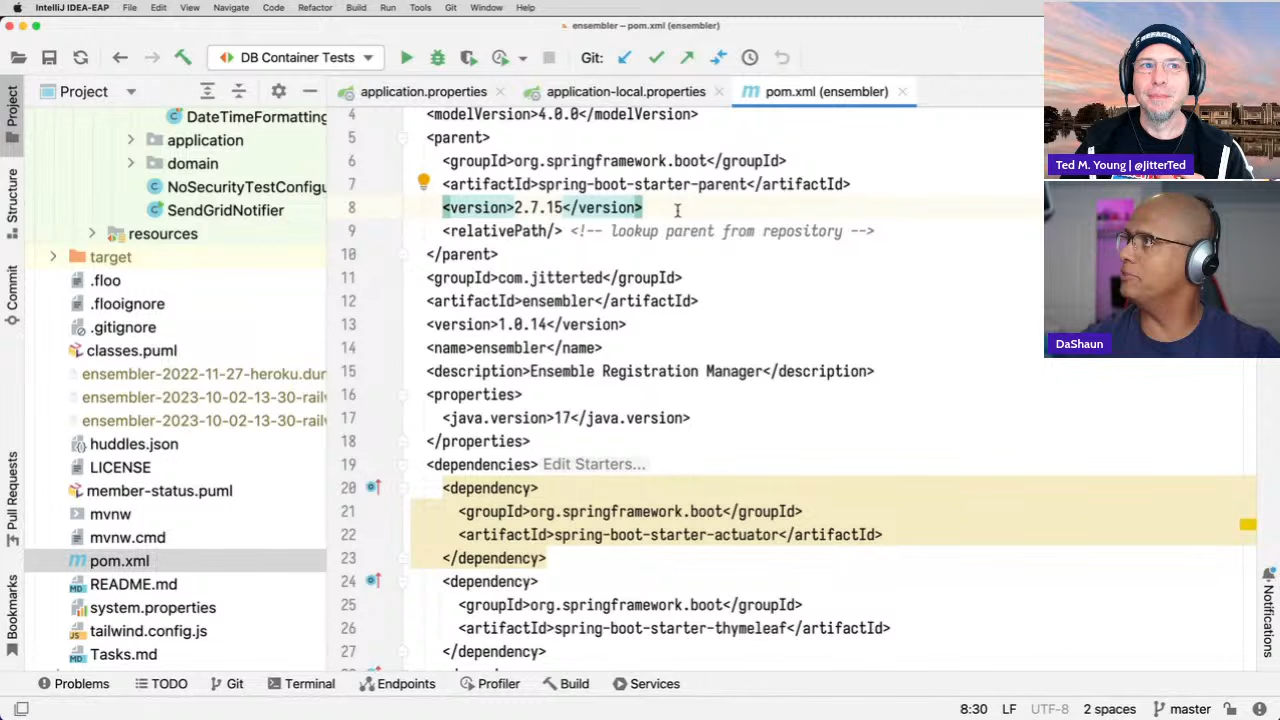 IntelliJ IDEA-EAP File Edit View Navigate Code Refactor Build Run Tools Git Window Help
ensembler – pom.xml (ensembler)
DB Container Tests Git:
Project application.properties application-local.properties pom.xml (ensembler)
Project
Structure
Commit
Pull Requests
Bookmarks
DateTimeFormatting
application
domain
NoSecurityTestConfigu
SendGridNotifier
resources
target
.floo
.flooignore
.gitignore
classes.puml
ensembler-2022-11-27-heroku.dur
ensembler-2023-10-02-13-30-railv
ensembler-2023-10-02-13-30-railv
huddles.json
LICENSE
member-status.puml
mvnw
mvnw.cmd
pom.xml
README.md
system.properties
tailwind.config.js
Tasks.md
4 <modelVersion>4.0.0</modelVersion>
5 <parent>
6 <groupId>org.springframework.boot</groupId>
7 <artifactId>spring-boot-starter-parent</artifactId>
8 <version>2.7.15</version>
9 <relativePath/> <!-- lookup parent from repository -->
10 </parent>
11 <groupId>com.jitterted</groupId>
12 <artifactId>ensembler</artifactId>
13 <version>1.0.14</version>
14 <name>ensembler</name>
15 <description>Ensemble Registration Manager</description>
16 <properties>
17 <java.version>17</java.version>
18 </properties>
19 <dependencies> Edit Starters...
20 <dependency>
21 <groupId>org.springframework.boot</groupId>
22 <artifactId>spring-boot-starter-actuator</artifactId>
23 </dependency>
24 <dependency>
25 <groupId>org.springframework.boot</groupId>
26 <artifactId>spring-boot-starter-thymeleaf</artifactId>
27 </dependency>
REFACTOR
Ted M. Young | @JitterTed
DaShaun
Notifications
Problems TODO Git Terminal Endpoints Profiler Build Services
8:30 LF UTF-8 2 spaces master